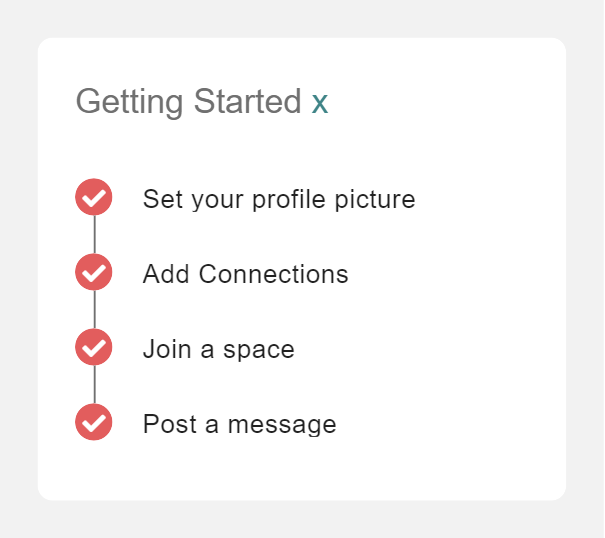 Getting Started x
Set your profile picture
Add Connections
Join a space
Post a message